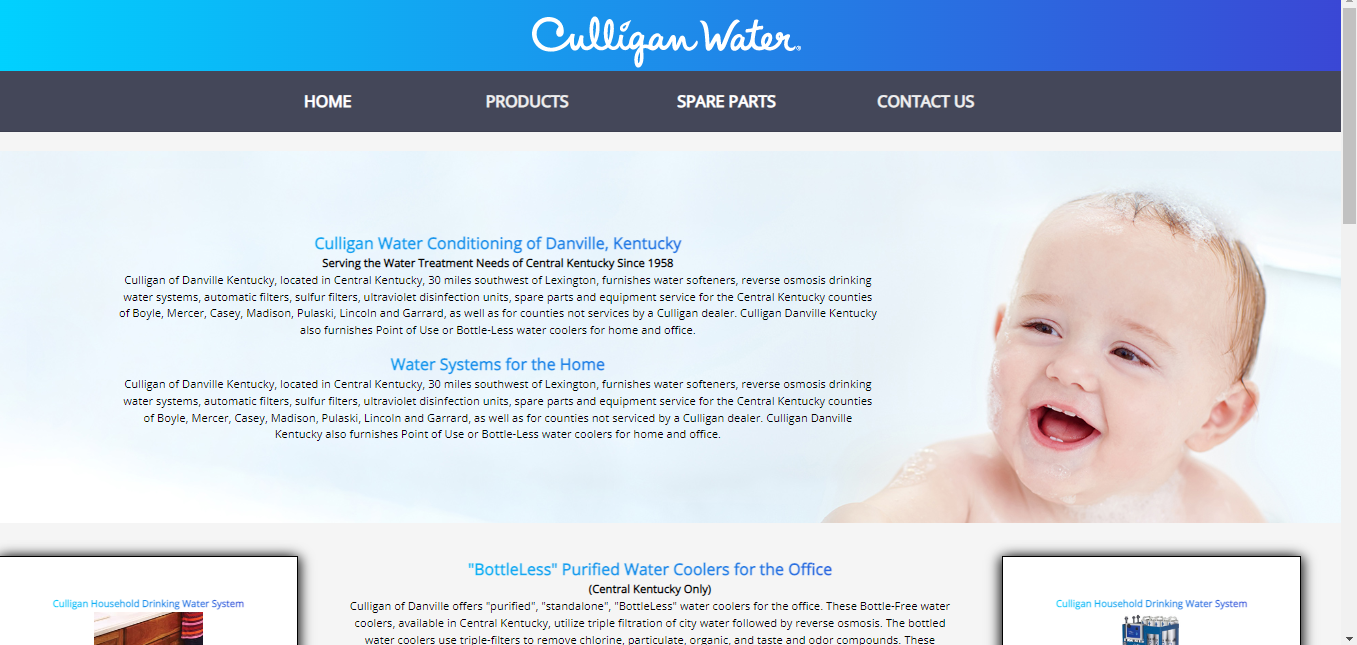 Culligan Water®
HOME PRODUCTS SPARE PARTS CONTACT US
Culligan Water Conditioning of Danville, Kentucky
Serving the Water Treatment Needs of Central Kentucky Since 1958
Culligan of Danville Kentucky, located in Central Kentucky, 30 miles southwest of Lexington, furnishes water softeners, reverse osmosis drinking
water systems, automatic filters, sulfur filters, ultraviolet disinfection units, spare parts and equipment service for the Central Kentucky counties
of Boyle, Mercer, Casey, Madison, Pulaski, Lincoln and Garrard, as well as for counties not services by a Culligan dealer. Culligan Danville Kentucky
also furnishes Point of Use or Bottle-Less water coolers for home and office.
Water Systems for the Home
Culligan of Danville Kentucky, located in Central Kentucky, 30 miles southwest of Lexington, furnishes water softeners, reverse osmosis drinking
water systems, automatic filters, sulfur filters, ultraviolet disinfection units, spare parts and equipment service for the Central Kentucky counties
of Boyle, Mercer, Casey, Madison, Pulaski, Lincoln and Garrard, as well as for counties not serviced by a Culligan dealer. Culligan Danville
Kentucky also furnishes Point of Use or Bottle-Less water coolers for home and office.
Culligan Household Drinking Water System
"BottleLess" Purified Water Coolers for the Office
(Central Kentucky Only)
Culligan of Danville offers "purified", "standalone", "BottleLess" water coolers for the office. These Bottle-Free water
coolers, available in Central Kentucky, utilize triple filtration of city water followed by reverse osmosis. The bottled
water coolers use triple-filters to remove chlorine, particulate, organic, and taste and odor compounds. These
Culligan Household Drinking Water System